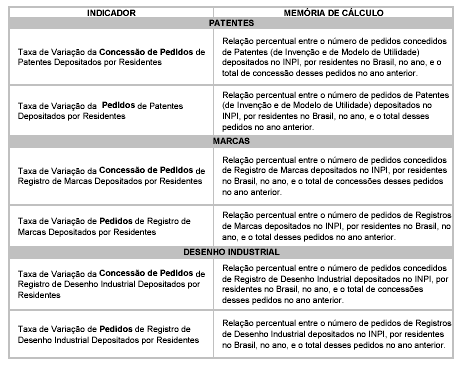 INDICADOR
MEMÓRIA DE CÁLCULO
PATENTES
Taxa de Variação da Concessão de Pedidos de
Patentes Depositados por Residentes
Relação percentual entre o número de pedidos concedidos
de Patentes (de Invenção e de Modelo de Utilidade)
depositados no INPI, por residentes no Brasil, no ano, e o
total de concessão desses pedidos no ano anterior.
Taxa de Variação da Pedidos de Patentes
Depositados por Residentes
Relação percentual entre o número de pedidos de Patentes
(de Invenção e de Modelo de Utilidade) depositados no
INPI, por residentes no Brasil, no ano, e o total desses
pedidos no ano anterior.
MARCAS
Taxa de Variação da Concessão de Pedidos de
Registro de Marcas Depositados por Residentes
Relação percentual entre o número de pedidos concedidos
de Registro de Marcas depositados no INPI, por residentes
no Brasil, no ano, e o total de concessões desses pedidos
no ano anterior.
Taxa de Variação de Pedidos de Registro de
Marcas Depositados por Residentes
Relação percentual entre o número de pedidos de Registros
de Marcas depositados no INPI, por residentes no Brasil, no
ano, e o total desses pedidos no ano anterior.
DESENHO INDUSTRIAL
Taxa de Variação da Concessão de Pedidos de
Registro de Desenho Industrial Depositados por
Residentes
Relação percentual entre o número de pedidos concedidos
de Registro de Desenho Industrial depositados no INPI, por
residentes no Brasil, no ano, e o total de concessões
desses pedidos no ano anterior.
Taxa de Variação de Pedidos de Registro de
Desenho Industrial Depositados por Residentes
Relação percentual entre o número de pedidos de Registros
de Desenho Industrial depositados no INPI, por residentes
no Brasil, no ano, e o total desses pedidos no ano anterior.